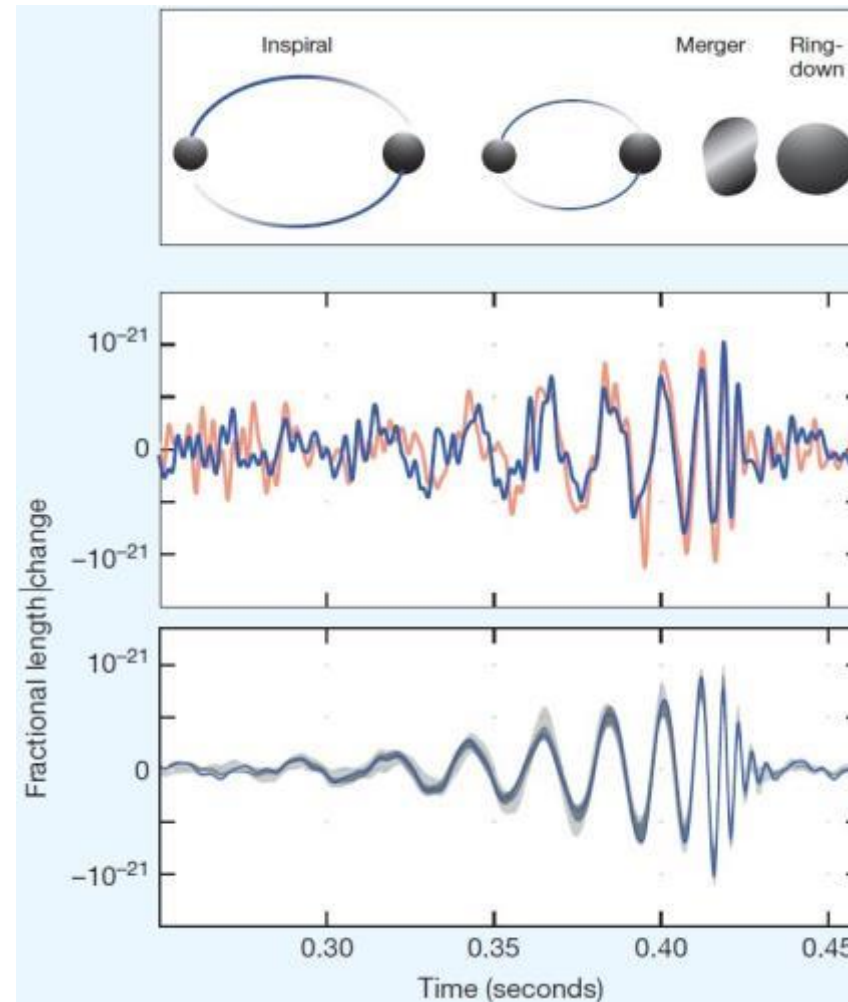 Inspiral
Merger
Ring-
down
10⁻²¹
0
−10⁻²¹
10⁻²¹
0
−10⁻²¹
Fractional length|change
0.30
0.35
0.40
0.45
Time (seconds)